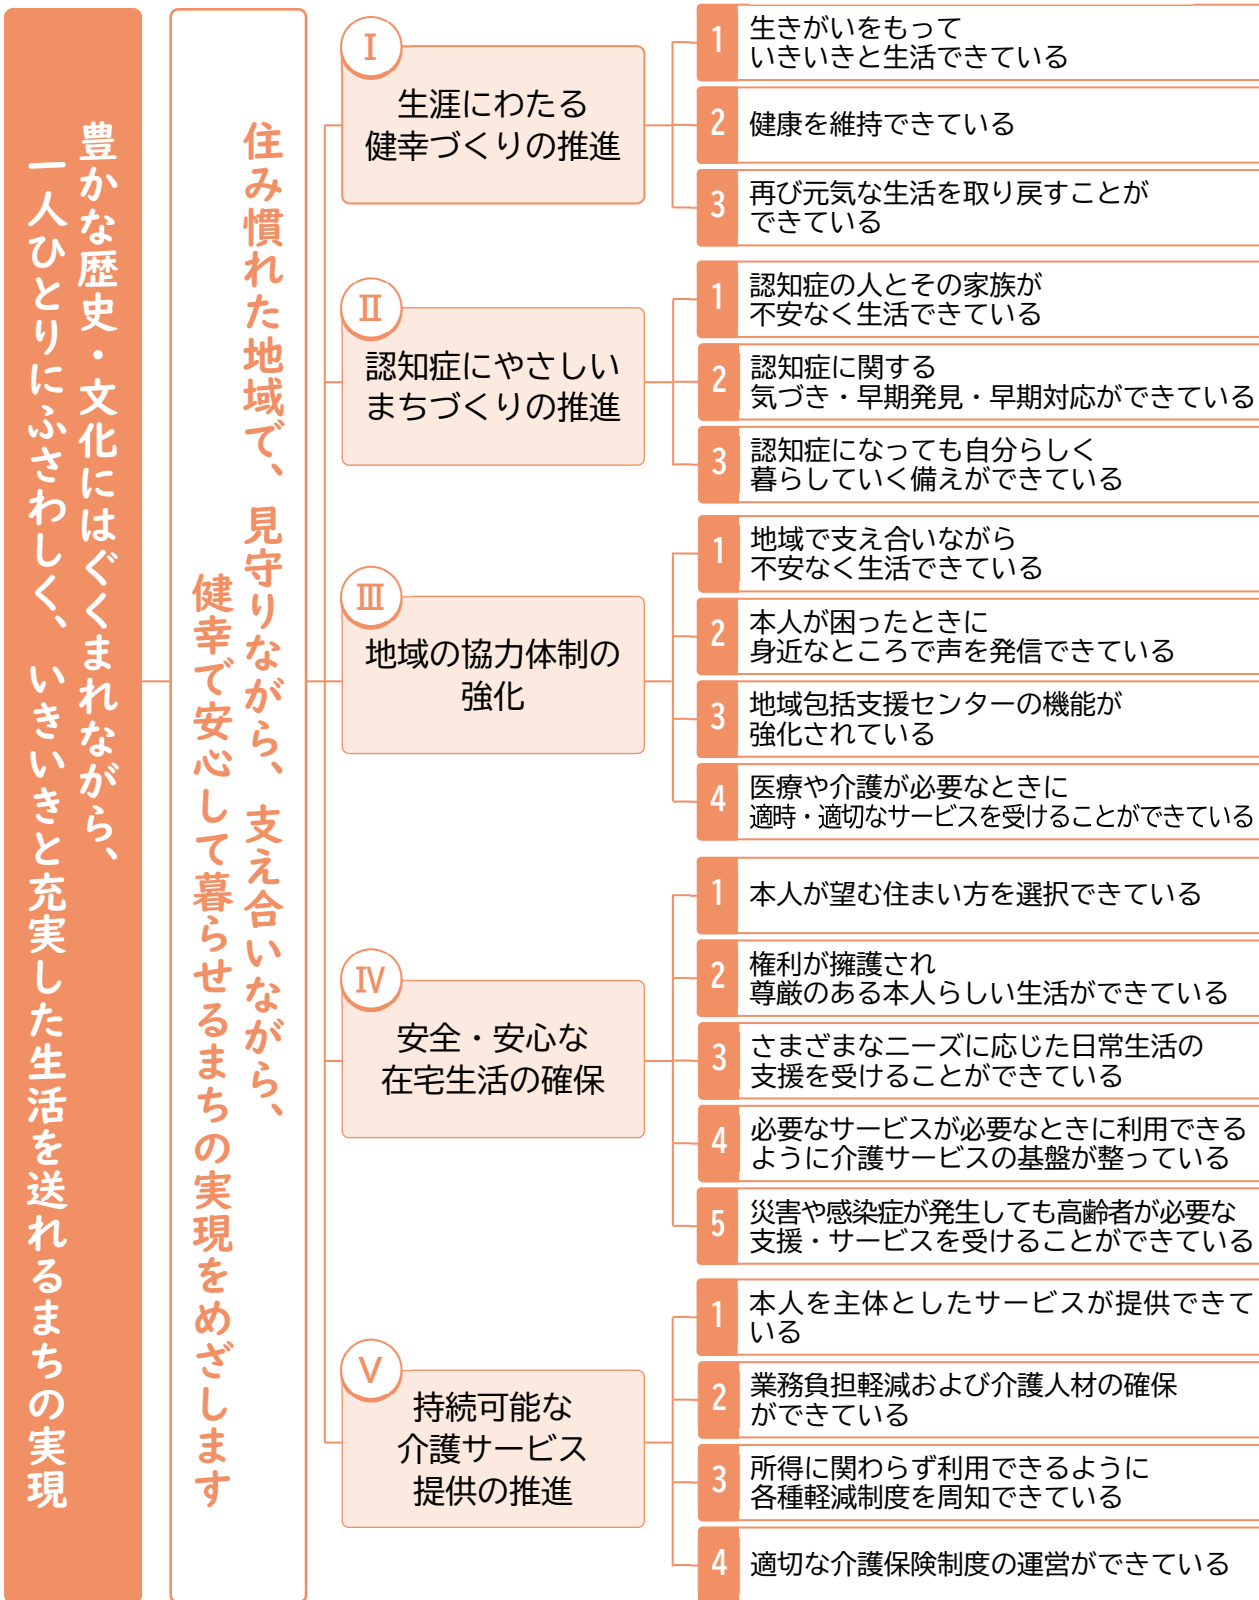 豊かな歴史・文化にはぐくまれながら、
一人ひとりにふさわしく、いきいきと充実した生活を送れるまちの実現
住み慣れた地域で、見守りながら、支え合いながら、
健幸で安心して暮らせるまちの実現をめざします
Ⅰ
生涯にわたる
健幸づくりの推進
1
生きがいをもって
いきいきと生活できている
2
健康を維持できている
3
再び元気な生活を取り戻すことが
できている
Ⅱ
認知症にやさしい
まちづくりの推進
1
認知症の人とその家族が
不安なく生活できている
2
認知症に関する
気づき・早期発見・早期対応ができている
3
認知症になっても自分らしく
暮らしていく備えができている
Ⅲ
地域の協力体制の
強化
1
地域で支え合いながら
不安なく生活できている
2
本人が困ったときに
身近なところで声を発信できている
3
地域包括支援センターの機能が
強化されている
4
医療や介護が必要なときに
適時・適切なサービスを受けることができている
Ⅳ
安全・安心な
在宅生活の確保
1
本人が望む住まい方を選択できている
2
権利が擁護され
尊厳のある本人らしい生活ができている
3
さまざまなニーズに応じた日常生活の
支援を受けることができている
4
必要なサービスが必要なときに利用できる
ように介護サービスの基盤が整っている
5
災害や感染症が発生しても高齢者が必要な
支援・サービスを受けることができている
Ⅴ
持続可能な
介護サービス
提供の推進
1
本人を主体としたサービスが提供できて
いる
2
業務負担軽減および介護人材の確保
ができている
3
所得に関わらず利用できるように
各種軽減制度を周知できている
4
適切な介護保険制度の運営ができている